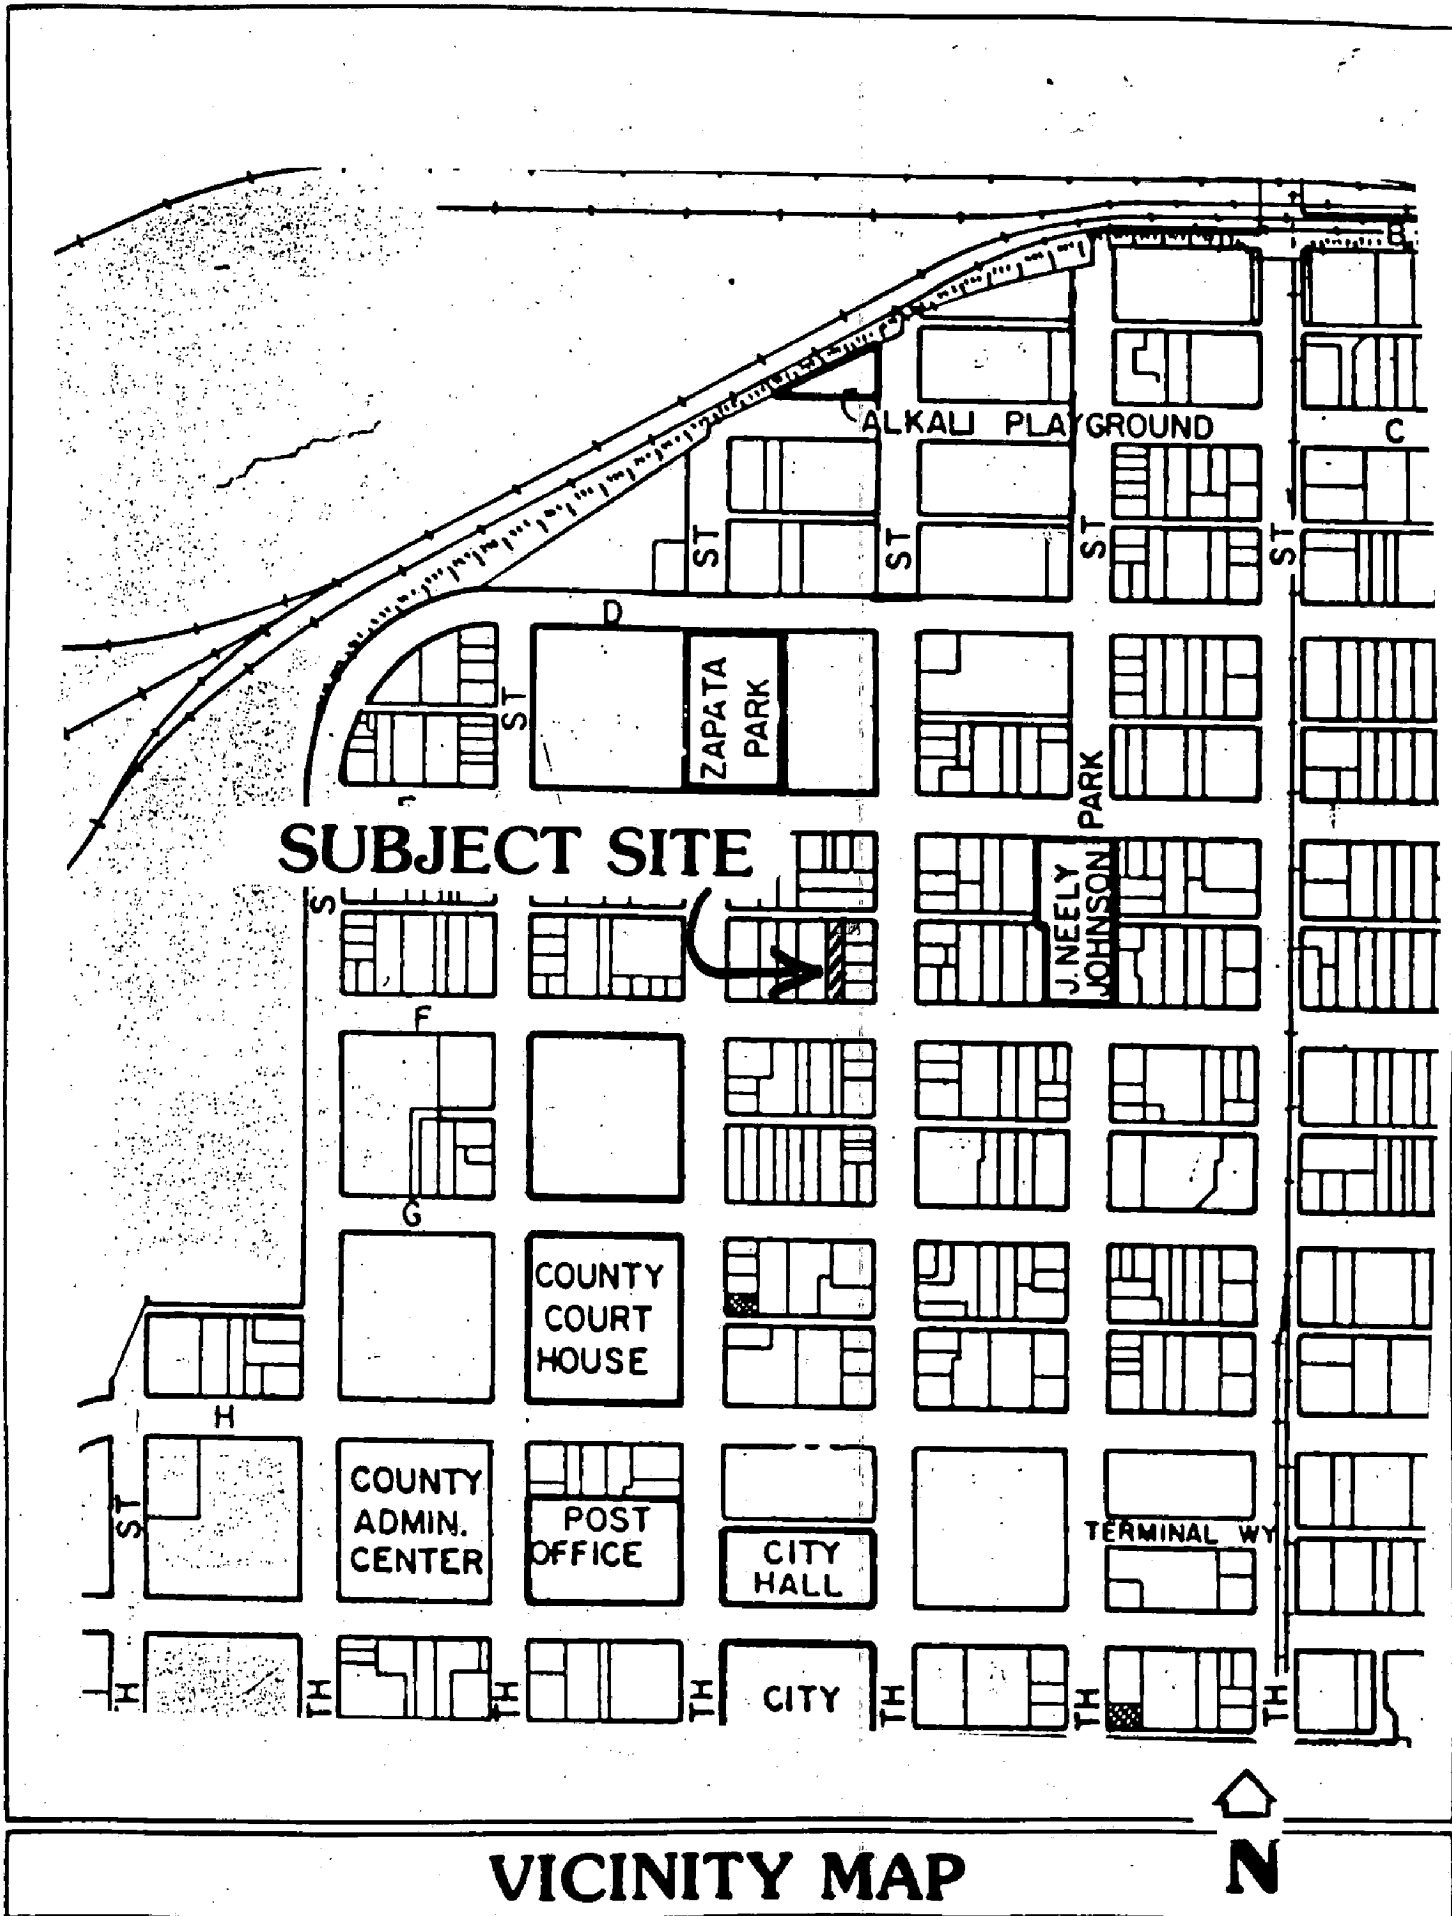 B
ALKALI PLAYGROUND
C
ST
ST
ST
ST
D
ZAPATA
PARK
ST
PARK
SUBJECT SITE
J. NEELY
JOHNSON
S
F
G
COUNTY
COURT
HOUSE
H
ST
COUNTY
ADMIN.
CENTER
POST
OFFICE
CITY
HALL
TERMINAL WY
H
TH
TH
TH
CITY
TH
TH
TH
VICINITY MAP
N